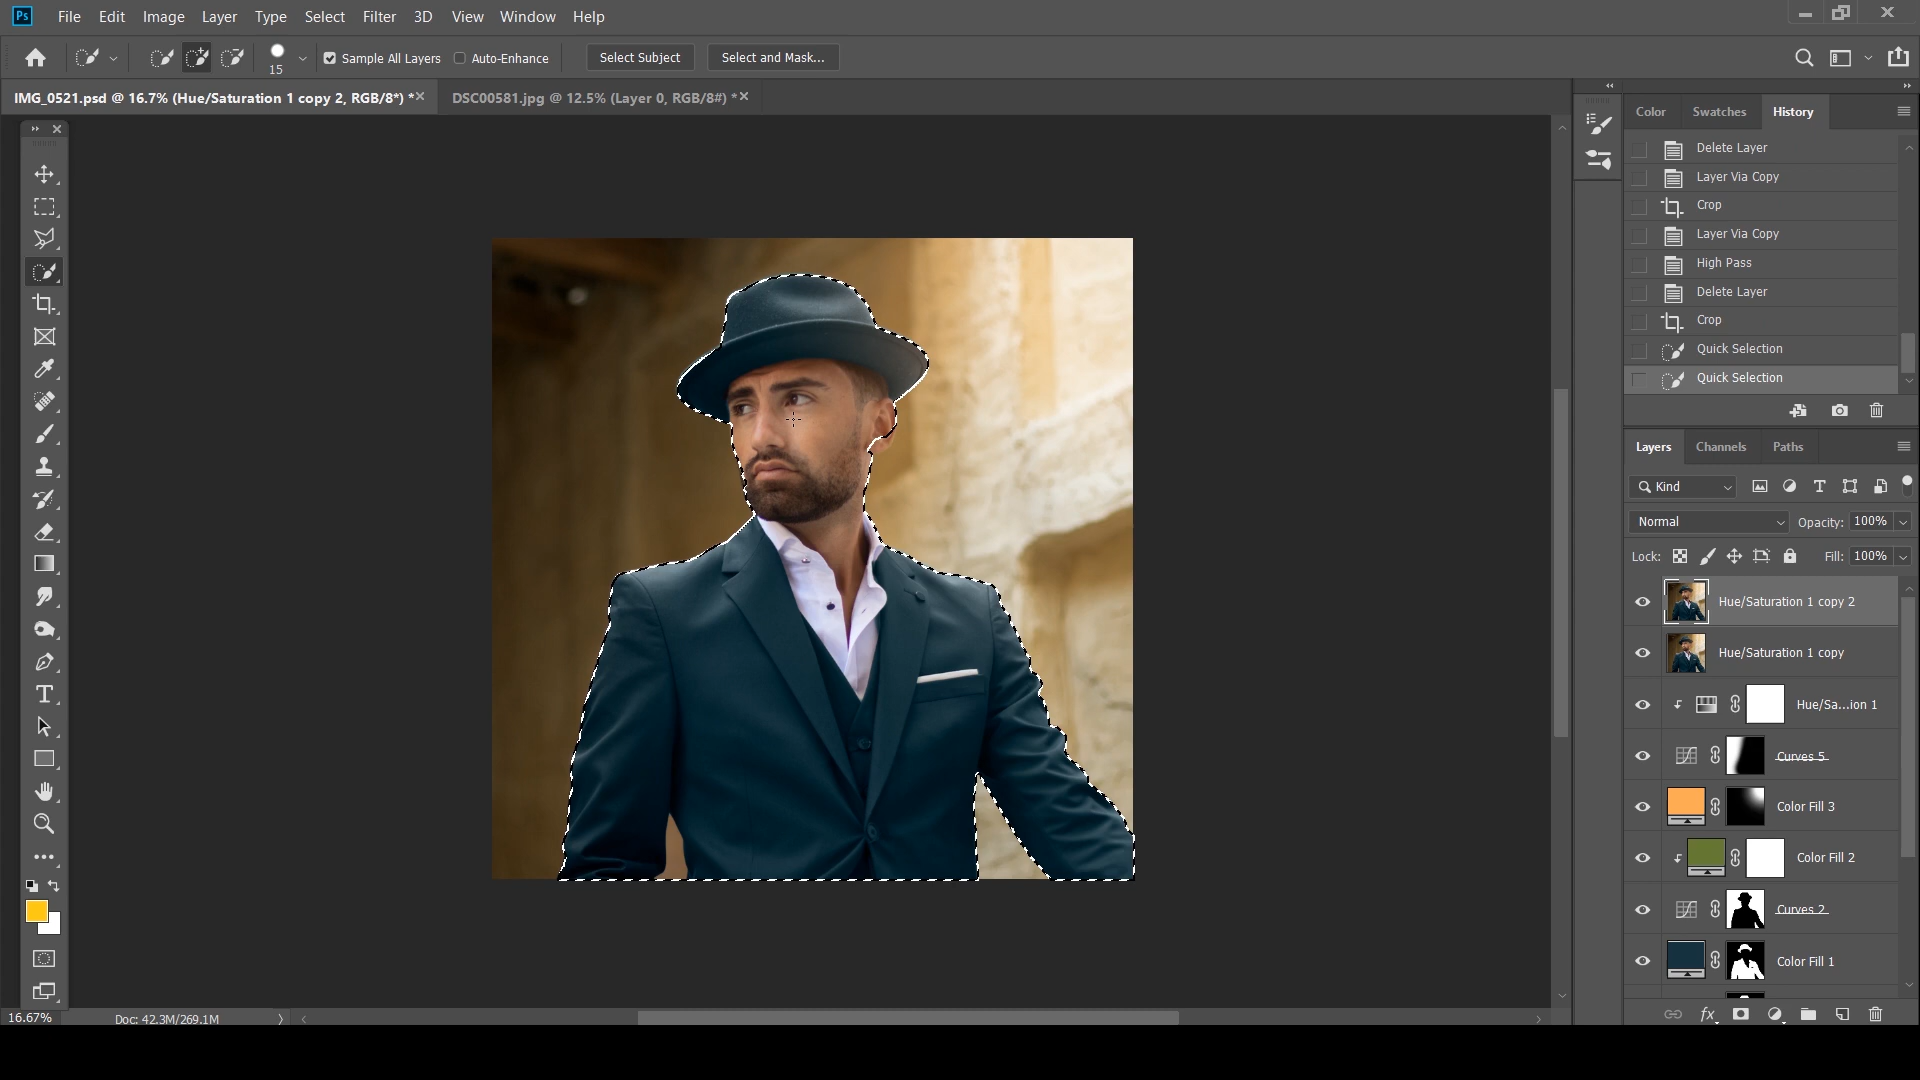 Ps File Edit Image Layer Type Select Filter 3D View Window Help
15 Sample All Layers Auto-Enhance Select Subject Select and Mask...
IMG_0521.psd @ 16.7% (Hue/Saturation 1 copy 2, RGB/8*) * DSC00581.jpg @ 12.5% (Layer 0, RGB/8#) *
Color Swatches History
Delete Layer
Layer Via Copy
Crop
Layer Via Copy
High Pass
Delete Layer
Crop
Quick Selection
Quick Selection
Layers Channels Paths
Kind
Normal Opacity: 100%
Lock: Fill: 100%
Hue/Saturation 1 copy 2
Hue/Saturation 1 copy
Hue/Sa...ion 1
Curves 5
Color Fill 3
Color Fill 2
Curves 2
Color Fill 1
fx
16.67% Doc: 42.3M/269.1M